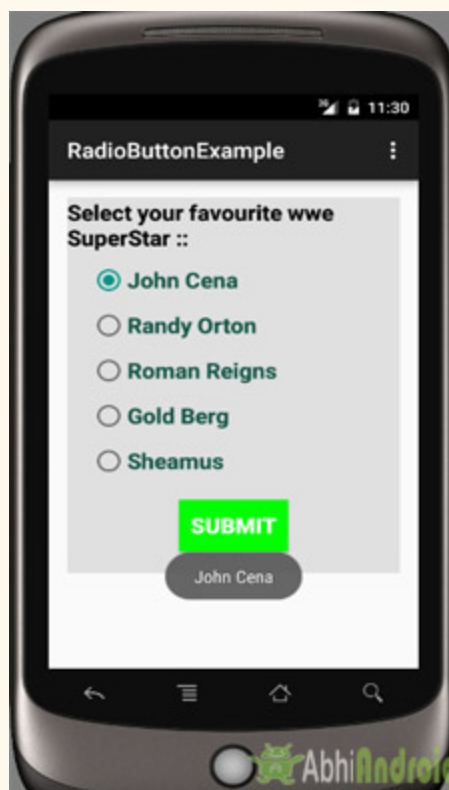 3G 11:30
RadioButtonExample
Select your favourite wwe
SuperStar ::
John Cena
Randy Orton
Roman Reigns
Gold Berg
Sheamus
SUBMIT
John Cena
AbhiAndroid